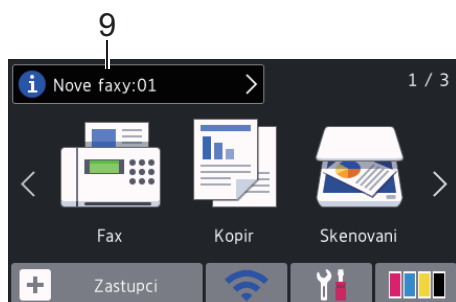 9
Nove faxy:01
1 / 3
Fax Kopir Skenovani
Zastupci